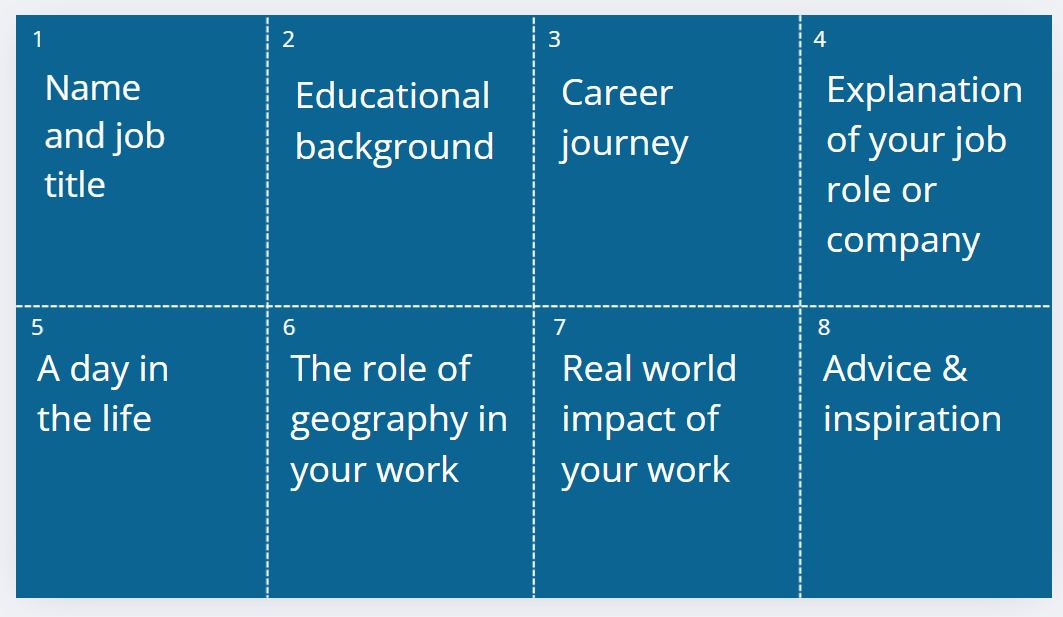 1
Name
and job
title
2
Educational
background
3
Career
journey
4
Explanation
of your job
role or
company
5
A day in
the life
6
The role of
geography in
your work
7
Real world
impact of
your work
8
Advice &
inspiration